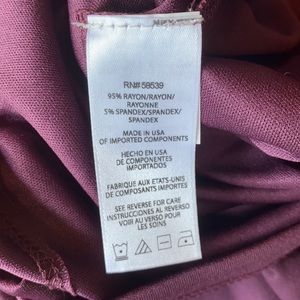 RN# 58539
95% RAYON/RAYON/
RAYONNE
5% SPANDEX/SPANDEX/
SPANDEX
MADE IN USA
OF IMPORTED COMPONENTS
HECHO EN USA
DE COMPONENTES
IMPORTADOS
FABRIQUE AUX ETATS-UNIS
DE COMPOSANTS IMPORTES
SEE REVERSE FOR CARE
INSTRUCCIONES AL REVERSO
VOIR AU VERSO POUR
LES SOINS